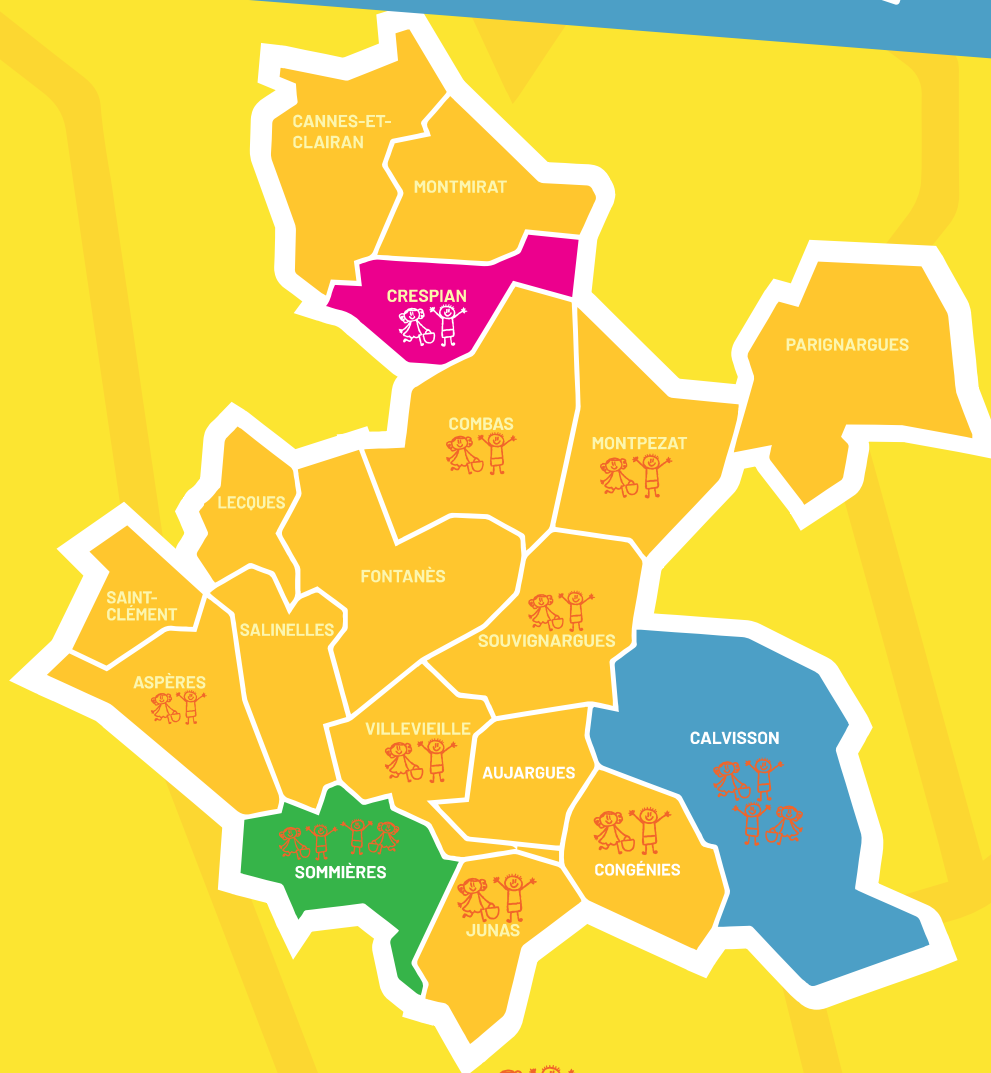 CANNES-ET-
CLAIRAN
MONTMIRAT
CRESPIAN
PARIGNARGUES
COMBAS
MONTPEZAT
LECQUES
FONTANÈS
SAINT-
CLÉMENT
SALINELLES
SOUVIGNARGUES
ASPÈRES
VILLEVIEILLE
CALVISSON
AUJARGUES
CONGÉNIES
SOMMIÈRES
JUNAS